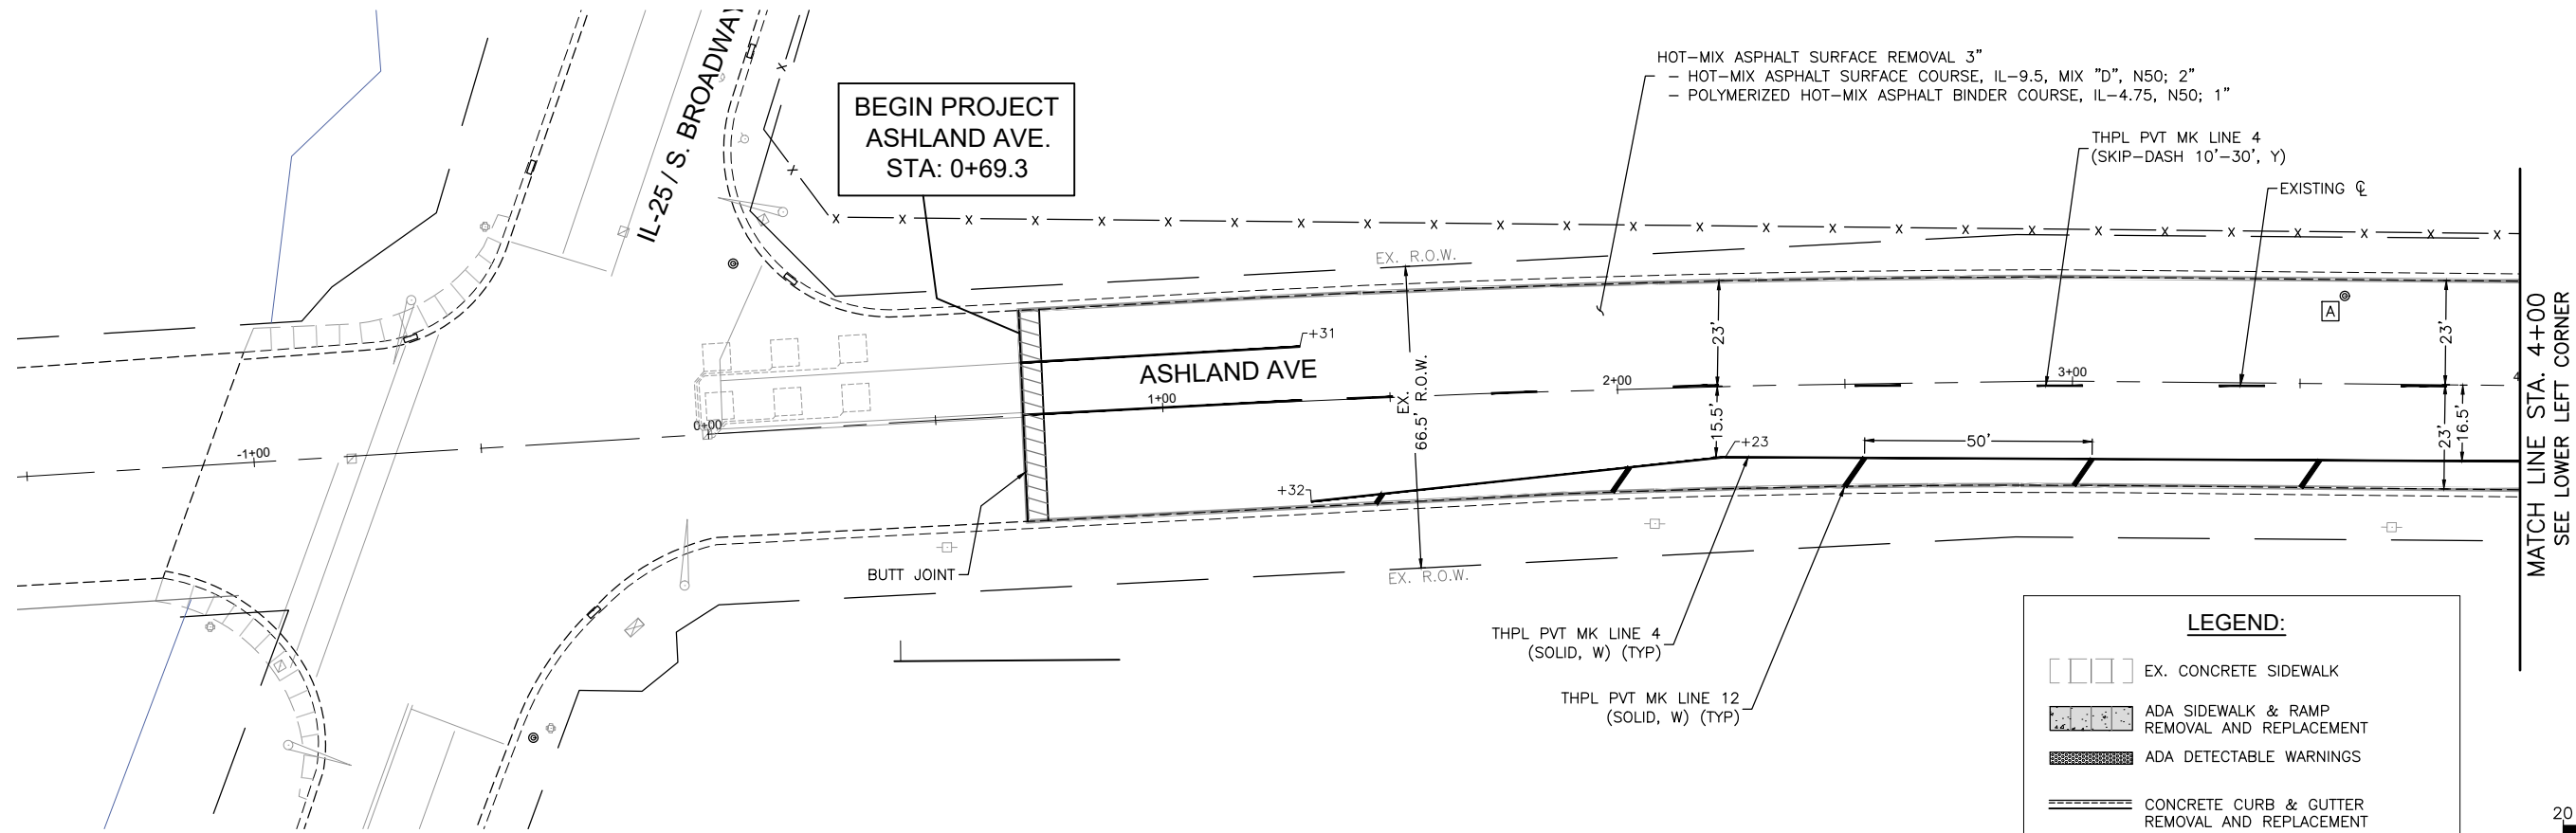 HOT-MIX ASPHALT SURFACE REMOVAL 3"
- HOT-MIX ASPHALT SURFACE COURSE, IL-9.5, MIX "D", N50; 2"
- POLYMERIZED HOT-MIX ASPHALT BINDER COURSE, IL-4.75, N50; 1"
IL-25 / S. BROADWAY
BEGIN PROJECT
ASHLAND AVE.
STA: 0+69.3
THPL PVT MK LINE 4
(SKIP-DASH 10'-30', Y)
EXISTING ℄
EX. R.O.W.
+31
ASHLAND AVE
23'
A
23'
-1+00
0+00
1+00
2+00
3+00
4
EX.
66.5' R.O.W.
15.5'
+23
50'
23'
16.5'
+32
MATCH LINE STA. 4+00
SEE LOWER LEFT CORNER
BUTT JOINT
EX. R.O.W.
THPL PVT MK LINE 4
(SOLID, W) (TYP)
THPL PVT MK LINE 12
(SOLID, W) (TYP)
LEGEND:
EX. CONCRETE SIDEWALK
ADA SIDEWALK & RAMP
REMOVAL AND REPLACEMENT
ADA DETECTABLE WARNINGS
CONCRETE CURB & GUTTER
REMOVAL AND REPLACEMENT
20